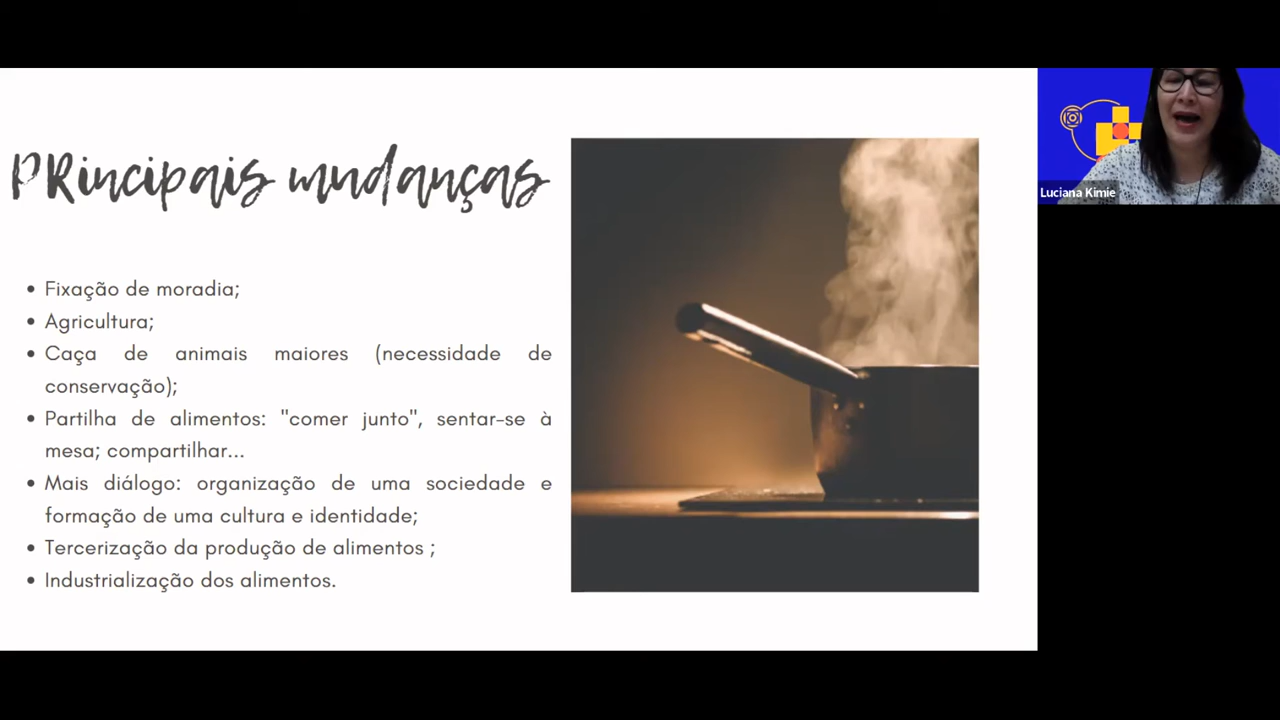 PRincipais mudanças
• Fixação de moradia;
• Agricultura;
• Caça de animais maiores (necessidade de
conservação);
• Partilha de alimentos: "comer junto", sentar-se à
mesa; compartilhar...
• Mais diálogo: organização de uma sociedade e
formação de uma cultura e identidade;
• Tercerização da produção de alimentos ;
• Industrialização dos alimentos.
Luciana Kimie